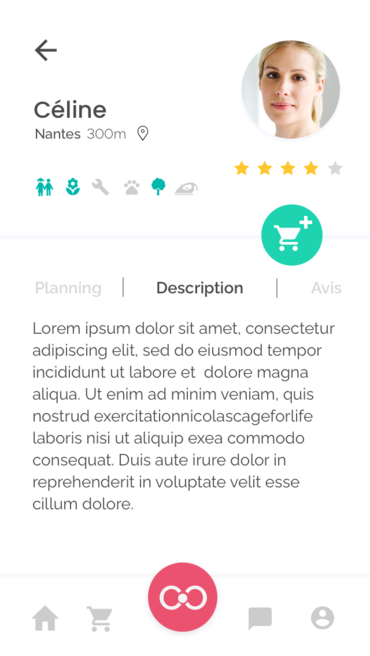 Céline
Nantes 300m
Planning | Description | Avis
Lorem ipsum dolor sit amet, consectetur
adipiscing elit, sed do eiusmod tempor
incididunt ut labore et  dolore magna
aliqua. Ut enim ad minim veniam, quis
nostrud exercitationnicolascageforlife
laboris nisi ut aliquip exea commodo
consequat. Duis aute irure dolor in
reprehenderit in voluptate velit esse
cillum dolore.